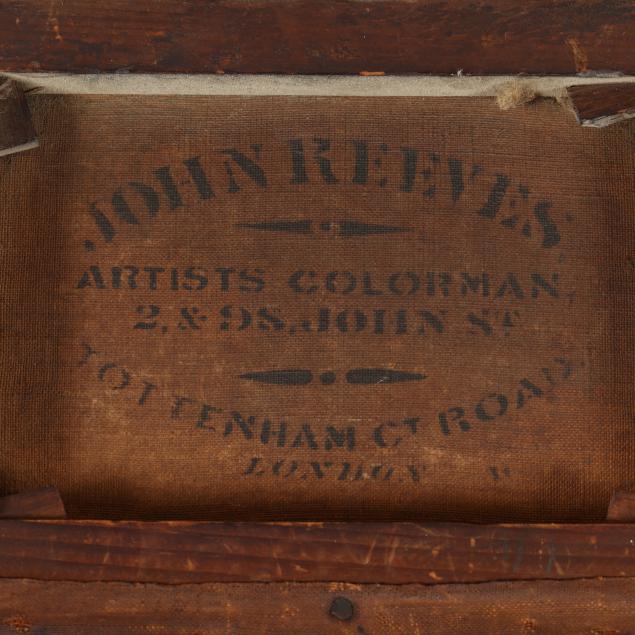 JOHN REEVES
ARTISTS COLORMAN,
2, & 98, JOHN ST
TOTTENHAM CT ROAD
LONDON W